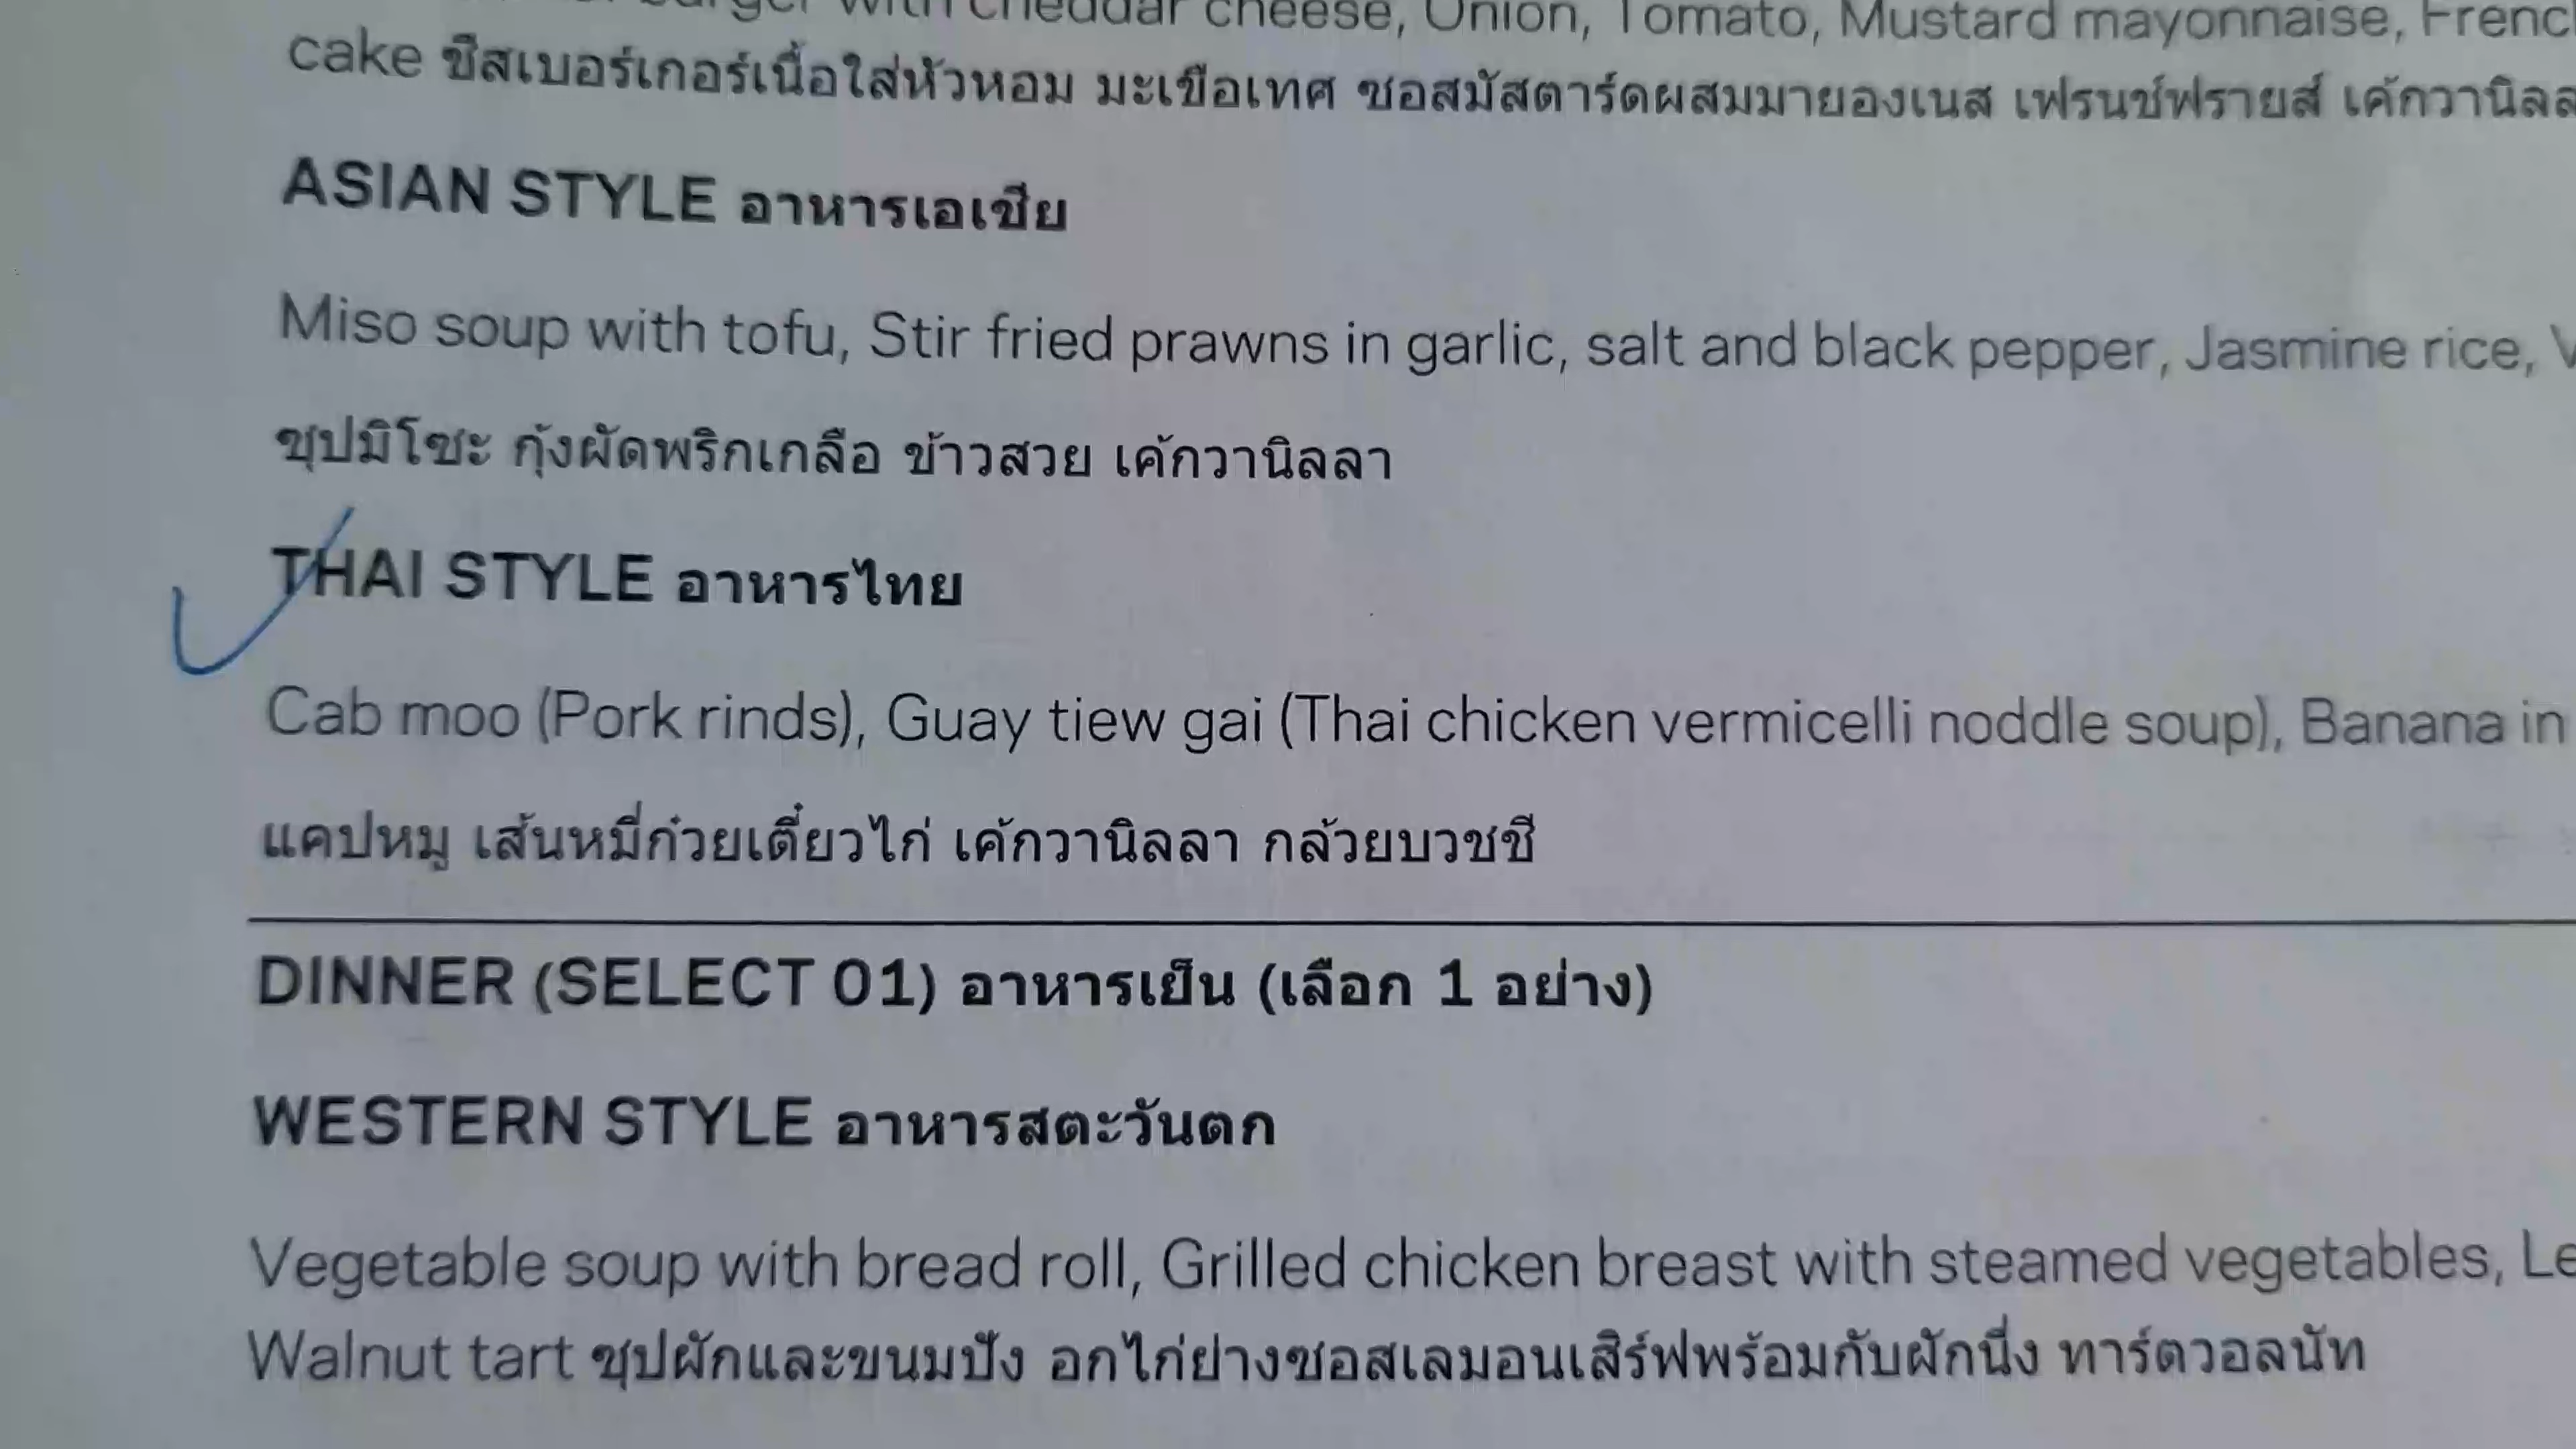 burger with cheddar cheese, Onion, Tomato, Mustard mayonnaise,
cake ชีสเบอร์เกอร์เนื้อใส่หัวหอม มะเขือเทศ ซอสมัสตาร์ดผสมมายองเนส เฟรนช์ฟรายส์
ASIAN STYLE อาหารเอเชีย
Miso soup with tofu, Stir fried prawns in garlic, salt and black pepper, Jasmine rice,
ซุปมิโซะ กุ้งผัดพริกเกลือ ข้าวสวย เค้กวานิลลา
THAI STYLE อาหารไทย
Cab moo (Pork rinds), Guay tiew gai (Thai chicken vermicelli noddle soup), Banana in
แคปหมู เส้นหมี่ก๋วยเตี๋ยวไก่ เค้กวานิลลา กล้วยบวชชี
DINNER (SELECT 01) อาหารเย็น (เลือก 1 อย่าง)
WESTERN STYLE อาหารสตะวันตก
Vegetable soup with bread roll, Grilled chicken breast with steamed vegetables,
Walnut tart ซุปผักและขนมปัง อกไก่ย่างซอสเลมอนเสิร์ฟพร้อมกับผักนึ่ง ทาร์ตวอลนัท